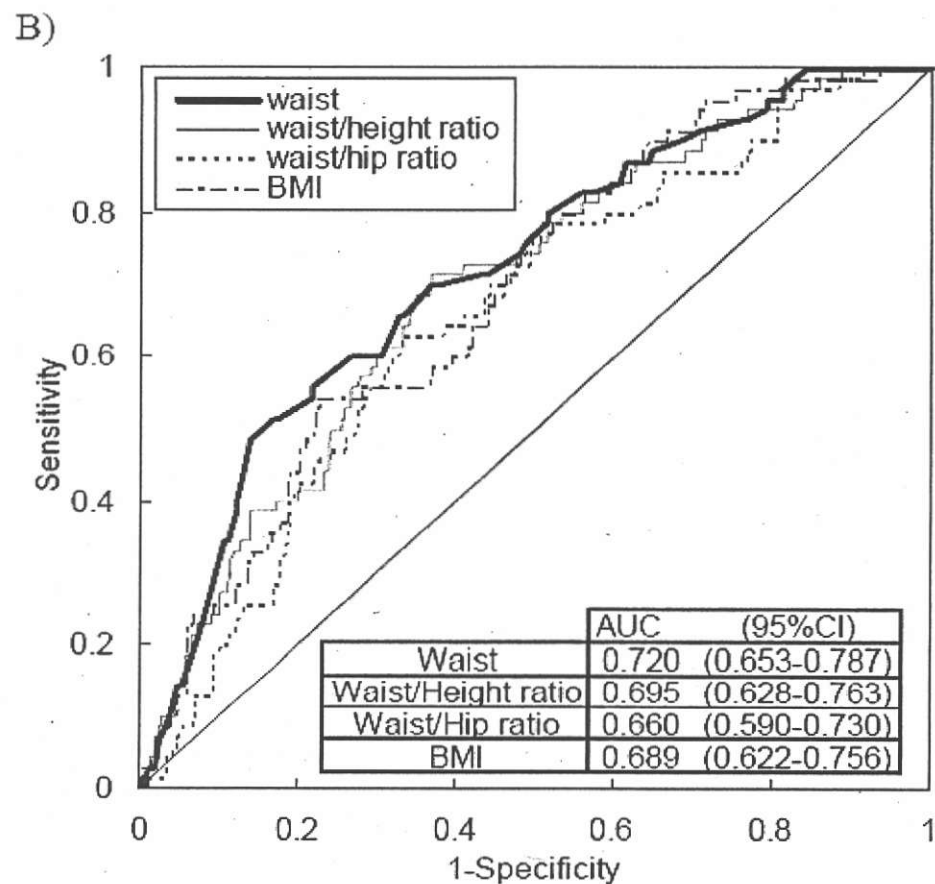 B)
1
waist
waist/height ratio
waist/hip ratio
BMI
0.8
0.6
Sensitivity
0.4
0.2
0
AUC (95%CI)
Waist 0.720 (0.653-0.787)
Waist/Height ratio 0.695 (0.628-0.763)
Waist/Hip ratio 0.660 (0.590-0.730)
BMI 0.689 (0.622-0.756)
0 0.2 0.4 0.6 0.8 1
1-Specificity